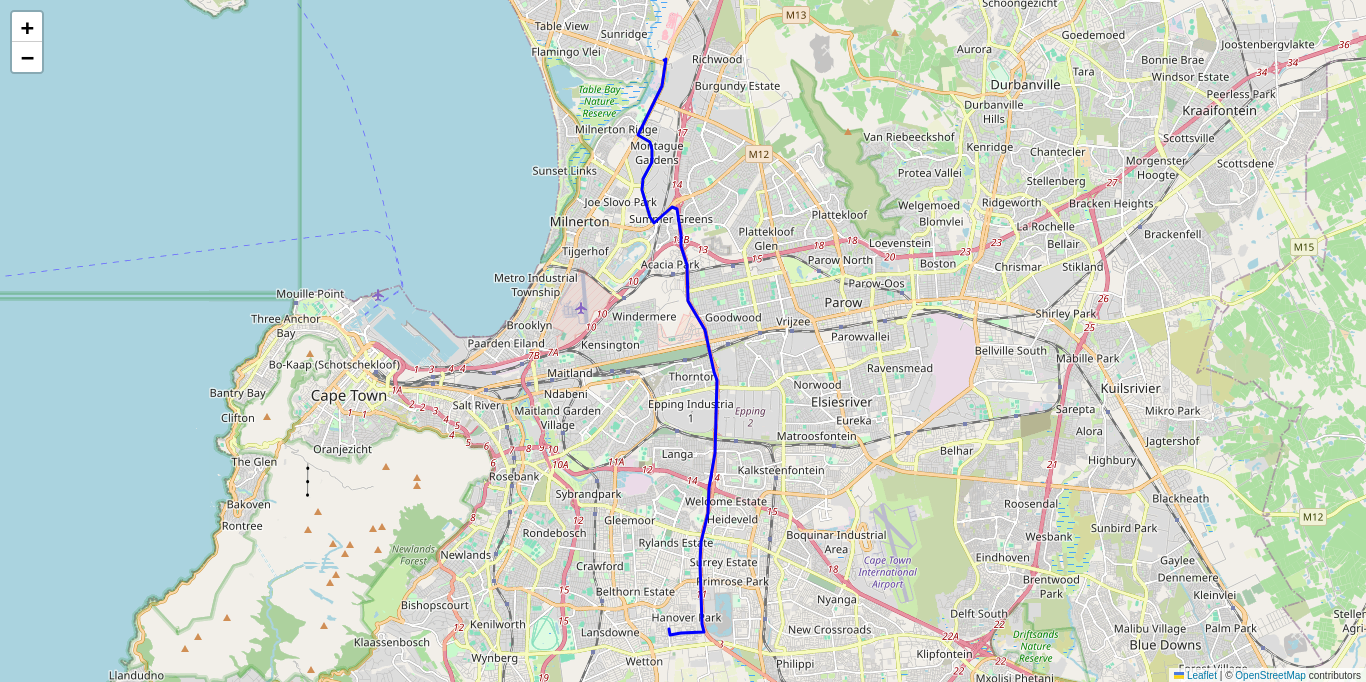 +
−
Schoongezicht
M13
Table View
Sunridge
Goedemoed
Flamingo Vlei
Aurora
Joostenbergvlakte
36
Richwood
Bonnie Brae
34
34
Tara
Windsor Estate
Burgundy Estate
Durbanville
Table Bay
Nature
Reserve
Peerless Park
Durbanville
Hills
Kraaifontein
Milnerton Ridge
17
Van Riebeeckshof
Scottsville
Montague
Gardens
Kenridge
Chantecler
M12
Morgenster
Hoogte
Scottsdene
Sunset Links
Protea Vallei
Stellenberg
14
27
Joe Slovo Park
Ridgeworth
Bracken Heights
Welgemoed
Milnerton
Summer Greens
Plattekloof
Blomvlei
La Rochelle
Plattekloof
Glen
Brackenfell
13B
13
18
18
Loevenstein
23
23
Bellair
M15
Tijgerhof
15
20
Acacia Park
Parow North
Boston
Chrismar
Stikland
Metro Industrial
Township
10
Parow-Oos
Mouille Point
Parow
26
Three Anchor
Bay
10
Windermere
Goodwood
Vrijzee
Shirley Park
Brooklyn
10
25
Paarden Eiland
Kensington
Parowvallei
Bellville South
7B
7A
Mabille Park
Bo-Kaap (Schotschekloof)
1
3
4
4
Maitland
Thornton
Ravensmead
Norwood
Kuilsrivier
Bantry Bay
Cape Town
1A
Ndabeni
2
2
Salt River
Epping Industria
1
Elsiesriver
Sarepta
Mikro Park
Clifton
1
1
4
Maitland Garden
Village
Epping
2
Eureka
5
Alora
Oranjezicht
6
7
8
9
10
Matroosfontein
Jagtershof
Langa
Belhar
Highbury
The Glen
10A
11A
12
21
Rosebank
14
Kalksteenfontein
Sybrandpark
Blackheath
Bakoven
Welcome Estate
Roosendal
15
M12
12
Gleemoor
Heideveld
Rontree
Sunbird Park
Rondebosch
Boquinar Industrial
Area
Wesbank
Rylands Estate
Newlands
Newlands
Forest
Surrey Estate
Eindhoven
Gaylee
Crawford
18
Cape Town
International
Airport
Dennemere
Primrose Park
Brentwood
Park
Belthorn Estate
Kleinvlei
Nyanga
Bishopscourt
15
Delft South
Hanover Park
Kenilworth
Lansdowne
New Crossroads
Malibu Village
Palm Park
22A
Klaassenbosch
Driftsands
Nature
Reserve
Blue Downs
Klipfontein
Wynberg
Wetton
Philippi
22
22
Llandudno
Mxolisi Phetani
Leaflet | © OpenStreetMap contributors